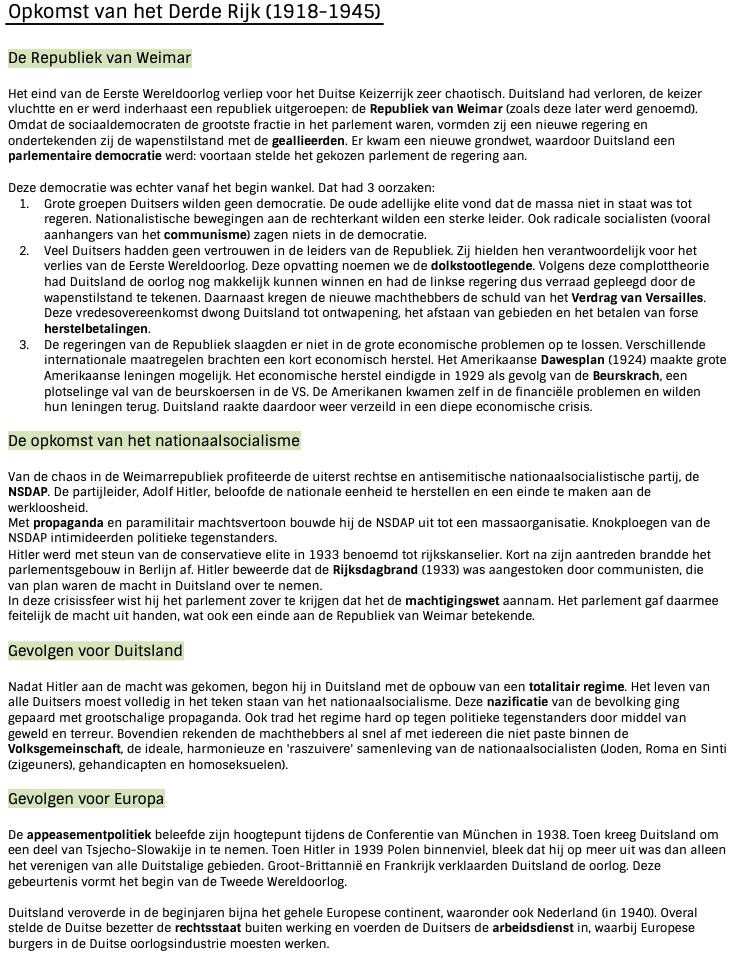 Opkomst van het Derde Rijk (1918-1945)
De Republiek van Weimar
Het eind van de Eerste Wereldoorlog verliep voor het Duitse Keizerrijk zeer chaotisch. Duitsland had verloren, de keizer
vluchtte en er werd inderhaast een republiek uitgeroepen: de Republiek van Weimar (zoals deze later werd genoemd).
Omdat de sociaaldemocraten de grootste fractie in het parlement waren, vormden zij een nieuwe regering en
ondertekenden zij de wapenstilstand met de geallieerden. Er kwam een nieuwe grondwet, waardoor Duitsland een
parlementaire democratie werd: voortaan stelde het gekozen parlement de regering aan.
Deze democratie was echter vanaf het begin wankel. Dat had 3 oorzaken:
1. Grote groepen Duitsers wilden geen democratie. De oude adellijke elite vond dat de massa niet in staat was tot
regeren. Nationalistische bewegingen aan de rechterkant wilden een sterke leider. Ook radicale socialisten (vooral
aanhangers van het communisme) zagen niets in de democratie.
2. Veel Duitsers hadden geen vertrouwen in de leiders van de Republiek. Zij hielden hen verantwoordelijk voor het
verlies van de Eerste Wereldoorlog. Deze opvatting noemen we de dolkstootlegende. Volgens deze complottheorie
had Duitsland de oorlog nog makkelijk kunnen winnen en had de linkse regering dus verraad gepleegd door de
wapenstilstand te tekenen. Daarnaast kregen de nieuwe machthebbers de schuld van het Verdrag van Versailles.
Deze vredesovereenkomst dwong Duitsland tot ontwapening, het afstaan van gebieden en het betalen van forse
herstelbetalingen.
3. De regeringen van de Republiek slaagden er niet in de grote economische problemen op te lossen. Verschillende
internationale maatregelen brachten een kort economisch herstel. Het Amerikaanse Dawesplan (1924) maakte grote
Amerikaanse leningen mogelijk. Het economische herstel eindigde in 1929 als gevolg van de Beurskrach, een
plotselinge val van de beurskoersen in de VS. De Amerikanen kwamen zelf in de financiële problemen en wilden
hun leningen terug. Duitsland raakte daardoor weer verzeild in een diepe economische crisis.
De opkomst van het nationaalsocialisme
Van de chaos in de Weimarrepubliek profiteerde de uiterst rechtse en antisemitische nationaalsocialistische partij, de
NSDAP. De partijleider, Adolf Hitler, beloofde de nationale eenheid te herstellen en een einde te maken aan de
werkloosheid.
Met propaganda en paramilitair machtsvertoon bouwde hij de NSDAP uit tot een massaorganisatie. Knokploegen van de
NSDAP intimideerden politieke tegenstanders.
Hitler werd met steun van de conservatieve elite in 1933 benoemd tot rijkskanselier. Kort na zijn aantreden brandde het
parlementsgebouw in Berlijn af. Hitler beweerde dat de Rijksdagbrand (1933) was aangestoken door communisten, die
van plan waren de macht in Duitsland over te nemen.
In deze crisissfeer wist hij het parlement zover te krijgen dat het de machtigingswet aannam. Het parlement gaf daarmee
feitelijk de macht uit handen, wat ook een einde aan de Republiek van Weimar betekende.
Gevolgen voor Duitsland
Nadat Hitler aan de macht was gekomen, begon hij in Duitsland met de opbouw van een totalitair regime. Het leven van
alle Duitsers moest volledig in het teken staan van het nationaalsocialisme. Deze nazificatie van de bevolking ging
gepaard met grootschalige propaganda. Ook trad het regime hard op tegen politieke tegenstanders door middel van
geweld en terreur. Bovendien rekenden de machthebbers al snel af met iedereen die niet paste binnen de
Volksgemeinschaft, de ideale, harmonieuze en 'raszuivere' samenleving van de nationaalsocialisten (Joden, Roma en Sinti
(zigeuners), gehandicapten en homoseksuelen).
Gevolgen voor Europa
De appeasementpolitiek beleefde zijn hoogtepunt tijdens de Conferentie van München in 1938. Toen kreeg Duitsland om
een deel van Tsjecho-Slowakije in te nemen. Toen Hitler in 1939 Polen binnenviel, bleek dat hij op meer uit was dan alleen
het verenigen van alle Duitstalige gebieden. Groot-Brittannië en Frankrijk verklaarden Duitsland de oorlog. Deze
gebeurtenis vormt het begin van de Tweede Wereldoorlog.
Duitsland veroverde in de beginjaren bijna het gehele Europese continent, waaronder ook Nederland (in 1940). Overal
stelde de Duitse bezetter de rechtsstaat buiten werking en voerden de Duitsers de arbeidsdienst in, waarbij Europese
burgers in de Duitse oorlogsindustrie moesten werken.